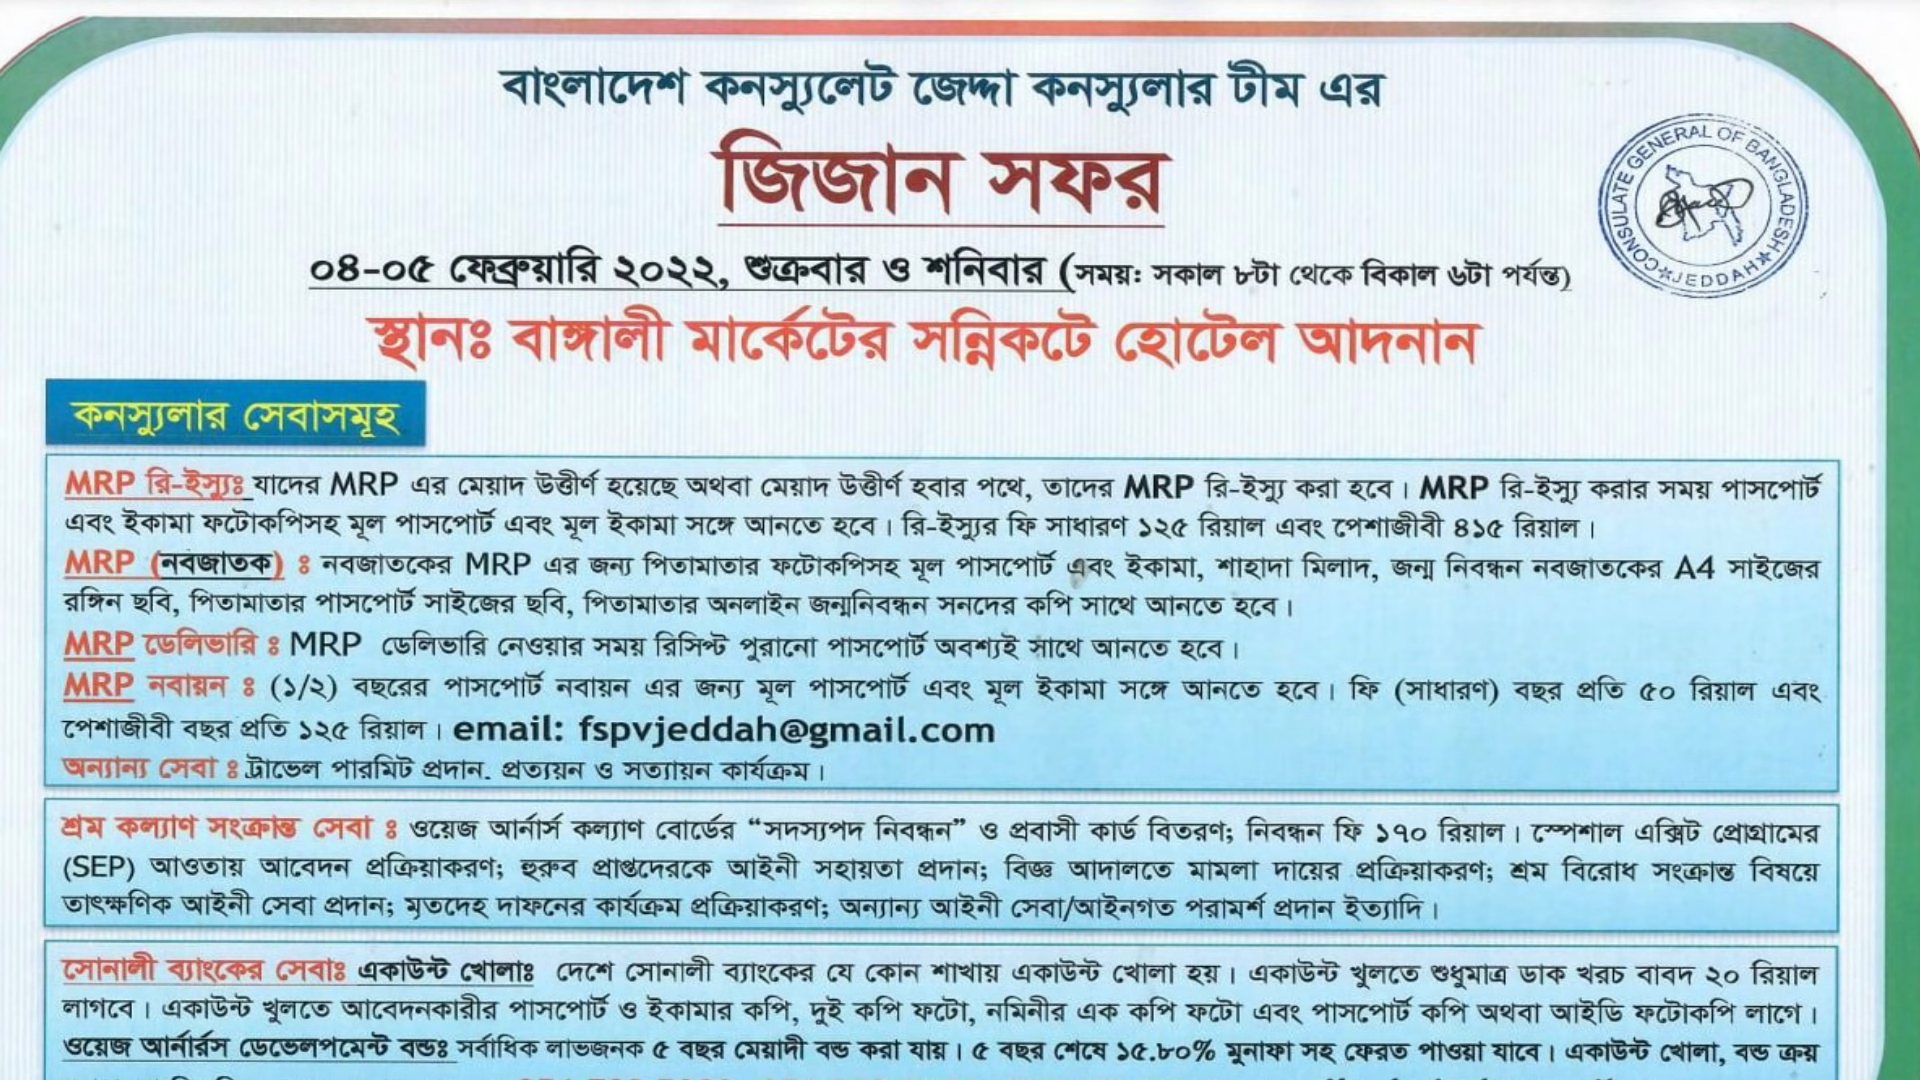 বাংলাদেশ কনস্যুলেট জেদ্দা কনস্যুলার টীম এর
জিজান সফর
CONSULATE GENERAL OF BANGLADESH
JEDDAH
০৪-০৫ ফেব্রুয়ারি ২০২২, শুক্রবার ও শনিবার (সময়ঃ সকাল ৮টা থেকে বিকাল ৬টা পর্যন্ত)
স্থানঃ বাঙ্গালী মার্কেটের সন্নিকটে হোটেল আদনান
কনস্যুলার সেবাসমূহ
MRP রি-ইস্যুঃ যাদের MRP এর মেয়াদ উত্তীর্ণ হয়েছে অথবা মেয়াদ উত্তীর্ণ হবার পথে, তাদের MRP রি-ইস্যু করা হবে। MRP রি-ইস্যু করার সময় পাসপোর্ট
এবং ইকামা ফটোকপিসহ মূল পাসপোর্ট এবং মূল ইকামা সঙ্গে আনতে হবে। রি-ইস্যুর ফি সাধারণ ১২৫ রিয়াল এবং পেশাজীবী ৪১৫ রিয়াল।
MRP (নবজাতক) ঃ নবজাতকের MRP এর জন্য পিতামাতার ফটোকপিসহ মূল পাসপোর্ট এবং ইকামা, শাহাদা মিলাদ, জন্ম নিবন্ধন নবজাতকের A4 সাইজের
রঙ্গিন ছবি, পিতামাতার পাসপোর্ট সাইজের ছবি, পিতামাতার অনলাইন জন্মনিবন্ধন সনদের কপি সাথে আনতে হবে।
MRP ডেলিভারি ঃ MRP ডেলিভারি নেওয়ার সময় রিসিপ্ট পুরানো পাসপোর্ট অবশ্যই সাথে আনতে হবে।
MRP নবায়ন ঃ (১/২) বছরের পাসপোর্ট নবায়ন এর জন্য মূল পাসপোর্ট এবং মূল ইকামা সঙ্গে আনতে হবে। ফি (সাধারণ) বছর প্রতি ৫০ রিয়াল এবং
পেশাজীবী বছর প্রতি ১২৫ রিয়াল। email: fspvjeddah@gmail.com
অন্যান্য সেবা ঃ ট্রাভেল পারমিট প্রদান. প্রত্যয়ন ও সত্যায়ন কার্যক্রম।
শ্রম কল্যাণ সংক্রান্ত সেবা ঃ ওয়েজ আর্নার্স কল্যাণ বোর্ডের “সদস্যপদ নিবন্ধন” ও প্রবাসী কার্ড বিতরণ; নিবন্ধন ফি ১৭০ রিয়াল। স্পেশাল এক্সিট প্রোগ্রামের
(SEP) আওতায় আবেদন প্রক্রিয়াকরণ; হুরুব প্রাপ্তদেরকে আইনী সহায়তা প্রদান; বিজ্ঞ আদালতে মামলা দায়ের প্রক্রিয়াকরণ; শ্রম বিরোধ সংক্রান্ত বিষয়ে
তাৎক্ষণিক আইনী সেবা প্রদান; মৃতদেহ দাফনের কার্যক্রম প্রক্রিয়াকরণ; অন্যান্য আইনী সেবা/আইনগত পরামর্শ প্রদান ইত্যাদি।
সোনালী ব্যাংকের সেবাঃ একাউন্ট খোলাঃ দেশে সোনালী ব্যাংকের যে কোন শাখায় একাউন্ট খোলা হয়। একাউন্ট খুলতে শুধুমাত্র ডাক খরচ বাবদ ২০ রিয়াল
লাগবে। একাউন্ট খুলতে আবেদনকারীর পাসপোর্ট ও ইকামার কপি, দুই কপি ফটো, নমিনীর এক কপি ফটো এবং পাসপোর্ট কপি অথবা আইডি ফটোকপি লাগে।
ওয়েজ আর্নার্রস ডেভেলপমেন্ট বন্ডঃ সর্বাধিক লাভজনক ৫ বছর মেয়াদী বন্ড করা যায়। ৫ বছর শেষে ১৫.৮০% মুনাফা সহ ফেরত পাওয়া যাবে। একাউন্ট খোলা, বন্ড ক্রয়